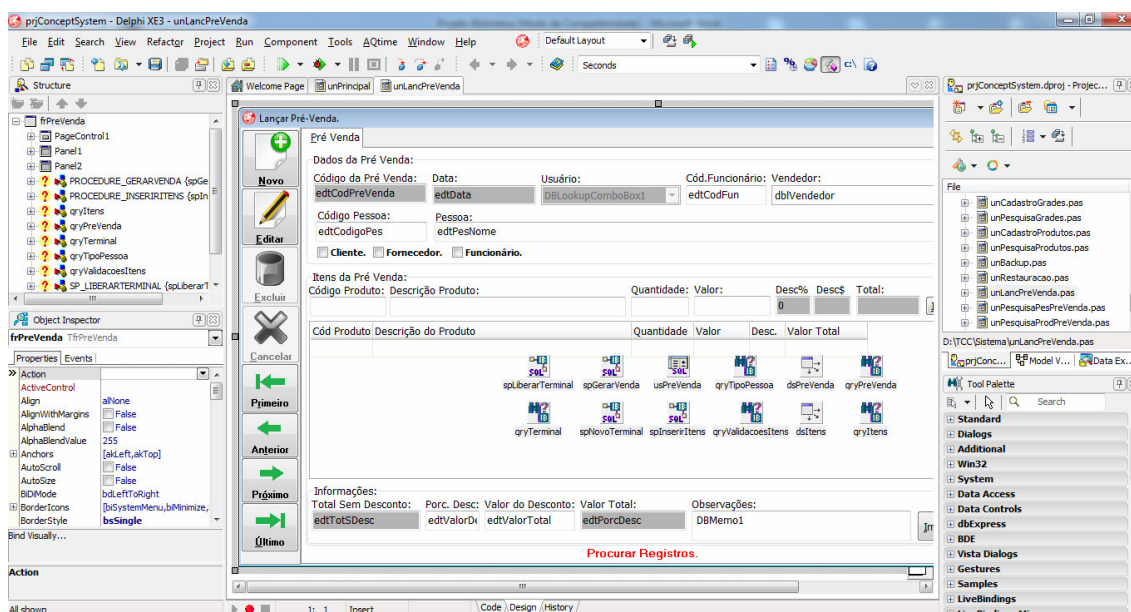 prjConceptSystem - Delphi XE3 - unLancPreVenda
File Edit Search View Refactor Project Run Component Tools AQtime Window Help
Default Layout
Seconds
Structure
Welcome Page
unPrincipal
unLancPreVenda
prjConceptSystem.dproj - Projec...
frPreVenda
PageControl1
Panel1
Panel2
PROCEDURE_GERARVENDA {spGe
PROCEDURE_INSERIRITENS {spIn
qryItens
qryPreVenda
qryTerminal
qryTipoPessoa
qryValidacoesItens
SP_LIBERARTERMINAL {spLiberarT
Object Inspector
frPreVenda TfrPreVenda
Properties Events
Action
ActiveControl
Align alNone
AlignWithMargins False
AlphaBlend False
AlphaBlendValue 255
Anchors [akLeft,akTop]
AutoScroll False
AutoSize False
BiDiMode bdLeftToRight
BorderIcons [biSystemMenu,biMinimize,
BorderStyle bsSingle
Bind Visually...
Action
All shown
Lançar Pré-Venda.
Novo
Editar
Excluir
Cancelar
Primeiro
Anterior
Próximo
Último
Pré Venda
Dados da Pré Venda:
Código da Pré Venda: Data: Usuário: Cód.Funcionário: Vendedor:
edtCodPreVenda edtData DBLookupComboBox1 edtCodFun dblVendedor
Código Pessoa: Pessoa:
edtCodigoPes edtPesNome
Cliente. Fornecedor. Funcionário.
Itens da Pré Venda:
Código Produto: Descrição Produto: Quantidade: Valor: Desc% Desc$ Total:
0
Cód Produto Descrição do Produto Quantidade Valor Desc. Valor Total
spLiberarTerminal spGerarVenda usPreVenda qryTipoPessoa dsPreVenda qryPreVenda
qryTerminal spNovoTerminal spInserirItens qryValidacoesItens dsItens qryItens
Informações:
Total Sem Desconto: Porc. Desc: Valor do Desconto: Valor Total: Observações:
edtTotSDesc edtValorDe edtValorTotal edtPorcDesc DBMemo1
Im
Procurar Registros.
1: 1 Insert
Code Design History
File
unCadastroGrades.pas
unPesquisaGrades.pas
unCadastroProdutos.pas
unPesquisaProdutos.pas
unBackup.pas
unRestauracao.pas
unLancPreVenda.pas
unPesquisaPesPreVenda.pas
unPesquisaProdPreVenda.pas
D:\TCC\Sistema\unLancPreVenda.pas
prjConc... Model V... Data Ex...
Tool Palette
Search
Standard
Dialogs
Additional
Win32
System
Data Access
Data Controls
dbExpress
BDE
Vista Dialogs
Gestures
Samples
LiveBindings